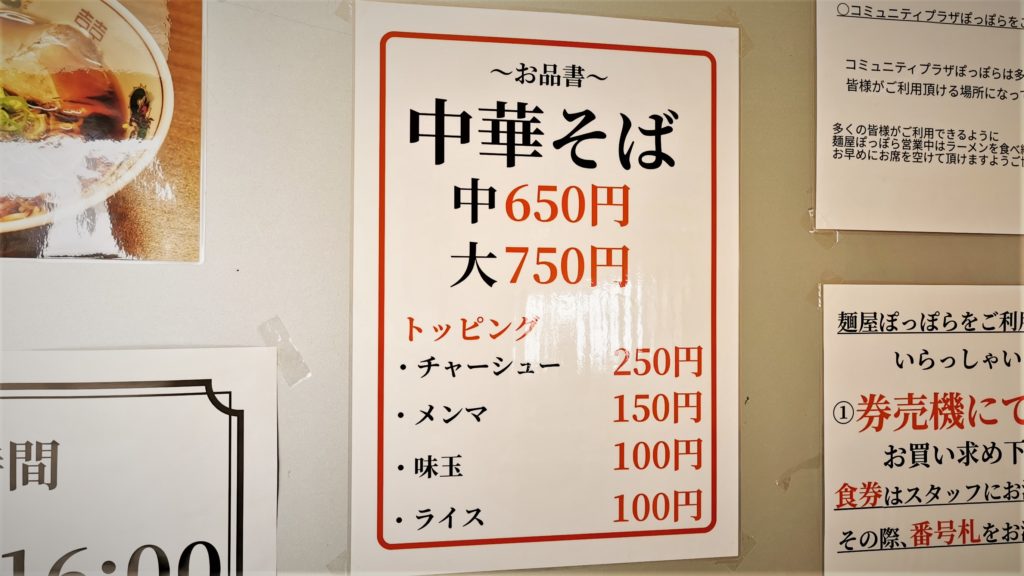 ～お品書～
中華そば
中650円
大750円
トッピング
・チャーシュー 250円
・メンマ 150円
・味玉 100円
・ライス 100円
〇コミュニティプラザぽっぽらをご
コミュニティプラザぽっぽらは多
皆様がご利用頂ける場所になって
多くの皆様がご利用できるように
麺屋ぽっぽら営業中はラーメンを食べ終
お早めにお席を空けて頂けますようご
麺屋ぽっぽらをご利用
いらっしゃい
①券売機にて
お買い求め下
食券はスタッフにお
その際、番号札をお
時間
16:00